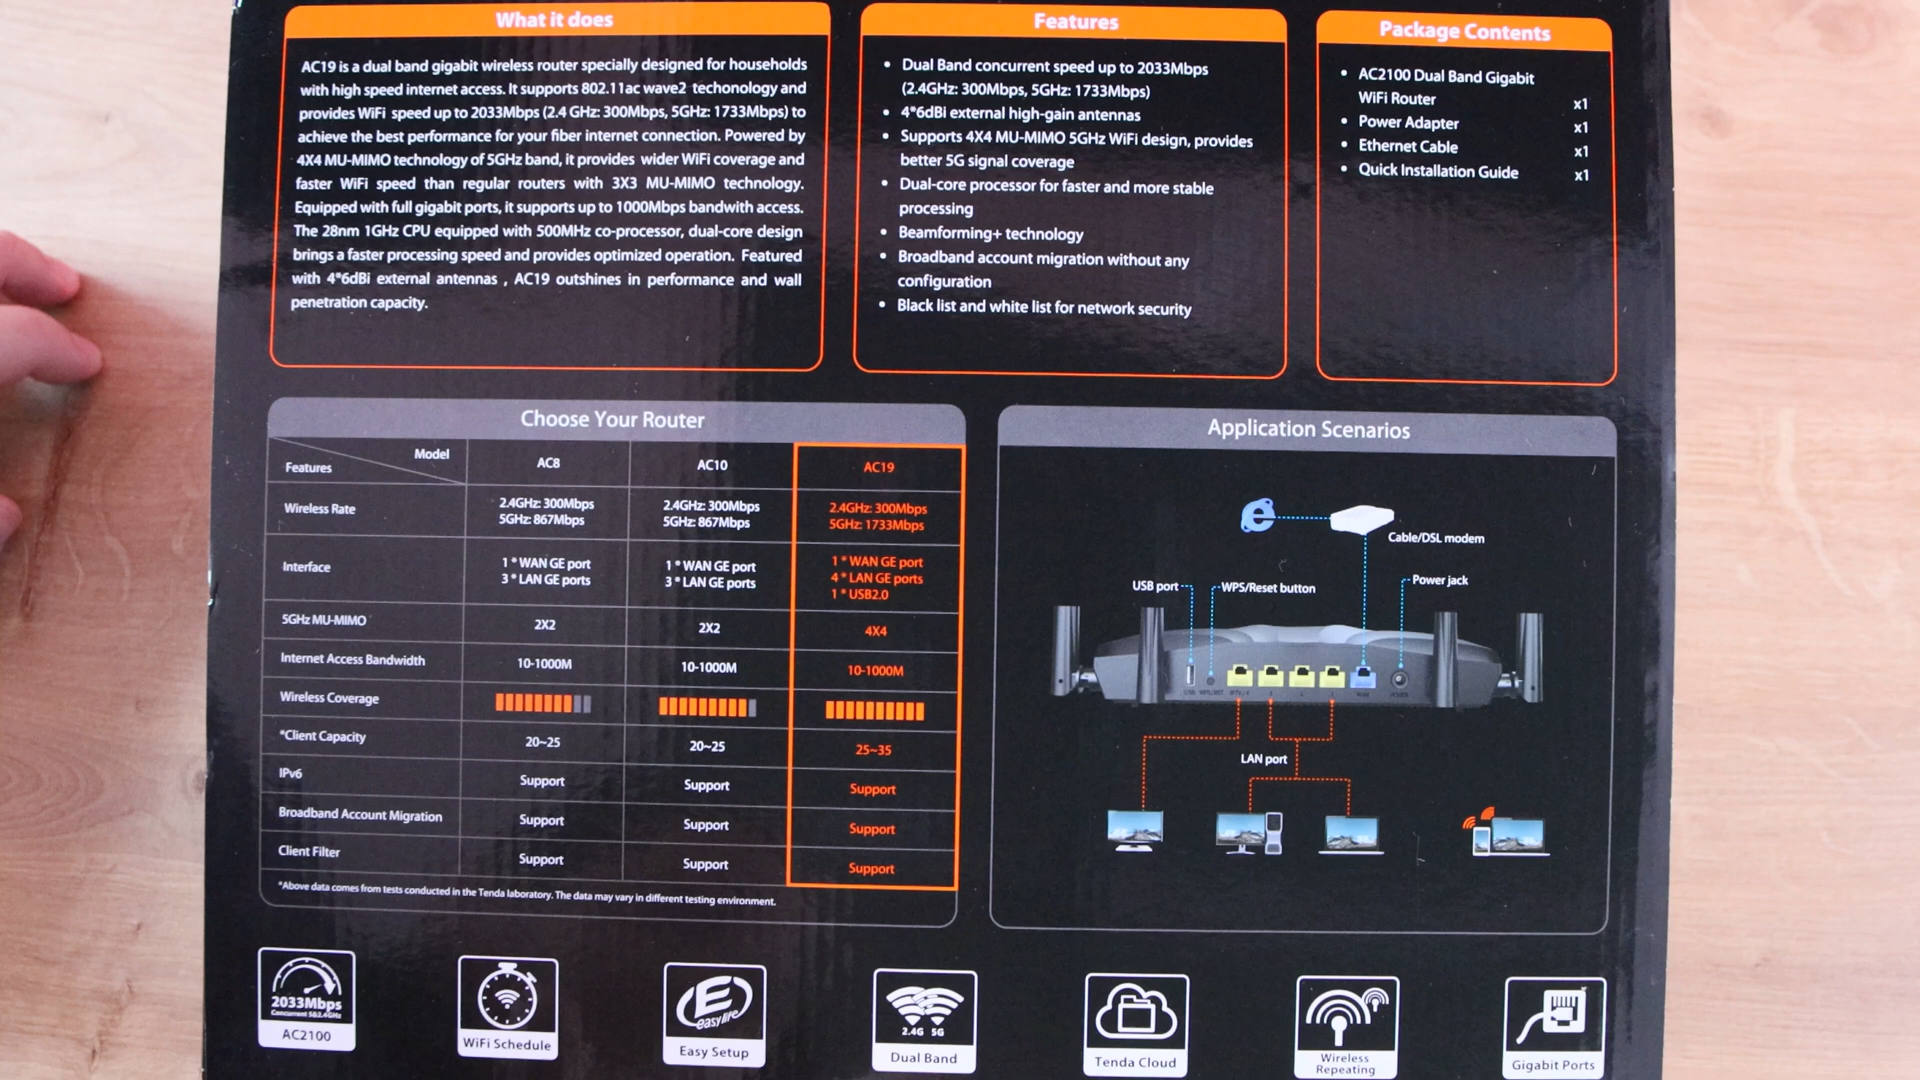 What it does
AC19 is a dual band gigabit wireless router specially designed for households
with high speed internet access. It supports 802.11ac wave2 techonology and
provides WiFi speed up to 2033Mbps (2.4 GHz: 300Mbps, 5GHz: 1733Mbps) to
achieve the best performance for your fiber internet connection. Powered by
4X4 MU-MIMO technology of 5GHz band, it provides wider WiFi coverage and
faster WiFi speed than regular routers with 3X3 MU-MIMO technology.
Equipped with full gigabit ports, it supports up to 1000Mbps bandwith access.
The 28nm 1GHz CPU equipped with 500MHz co-processor, dual-core design
brings a faster processing speed and provides optimized operation. Featured
with 4*6dBi external antennas , AC19 outshines in performance and wall
penetration capacity.
Features
• Dual Band concurrent speed up to 2033Mbps
(2.4GHz: 300Mbps, 5GHz: 1733Mbps)
• 4*6dBi external high-gain antennas
• Supports 4X4 MU-MIMO 5GHz WiFi design, provides
better 5G signal coverage
• Dual-core processor for faster and more stable
processing
• Beamforming+ technology
• Broadband account migration without any
configuration
• Black list and white list for network security
Package Contents
• AC2100 Dual Band Gigabit
WiFi Router x1
• Power Adapter x1
• Ethernet Cable x1
• Quick Installation Guide x1
Choose Your Router
Model
Features AC8 AC10 AC19
Wireless Rate
2.4GHz: 300Mbps 2.4GHz: 300Mbps 2.4GHz: 300Mbps
5GHz: 867Mbps 5GHz: 867Mbps 5GHz: 1733Mbps
Interface
1 * WAN GE port 1 * WAN GE port 1 * WAN GE port
3 * LAN GE ports 3 * LAN GE ports 4 * LAN GE ports
1 * USB2.0
5GHz MU-MIMO 2X2 2X2 4X4
Internet Access Bandwidth 10-1000M 10-1000M 10-1000M
Wireless Coverage
*Client Capacity 20~25 20~25 25~35
IPv6 Support Support Support
Broadband Account Migration Support Support Support
Client Filter Support Support Support
*Above data comes from tests conducted in the Tenda laboratory. The data may vary in different testing environment.
Application Scenarios
Cable/DSL modem
USB port
WPS/Reset button
Power jack
USB WPS/RST IPTV/4 3 2 1 WAN POWER
LAN port
2033Mbps
Concurrent 5&2.4GHz
AC2100
WiFi Schedule
easy life
Easy Setup
2.4G 5G
Dual Band
Tenda Cloud
Wireless
Repeating
Gigabit Ports